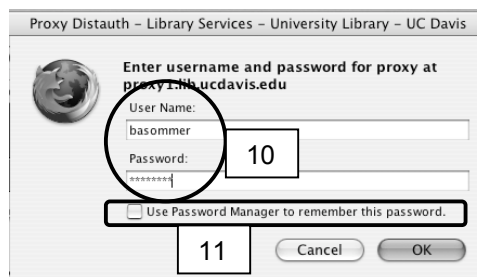 Proxy Distauth – Library Services – University Library – UC Davis
Enter username and password for proxy at
proxy1.lib.ucdavis.edu
User Name:
basommer
10
Password:
********
Use Password Manager to remember this password.
11
Cancel
OK